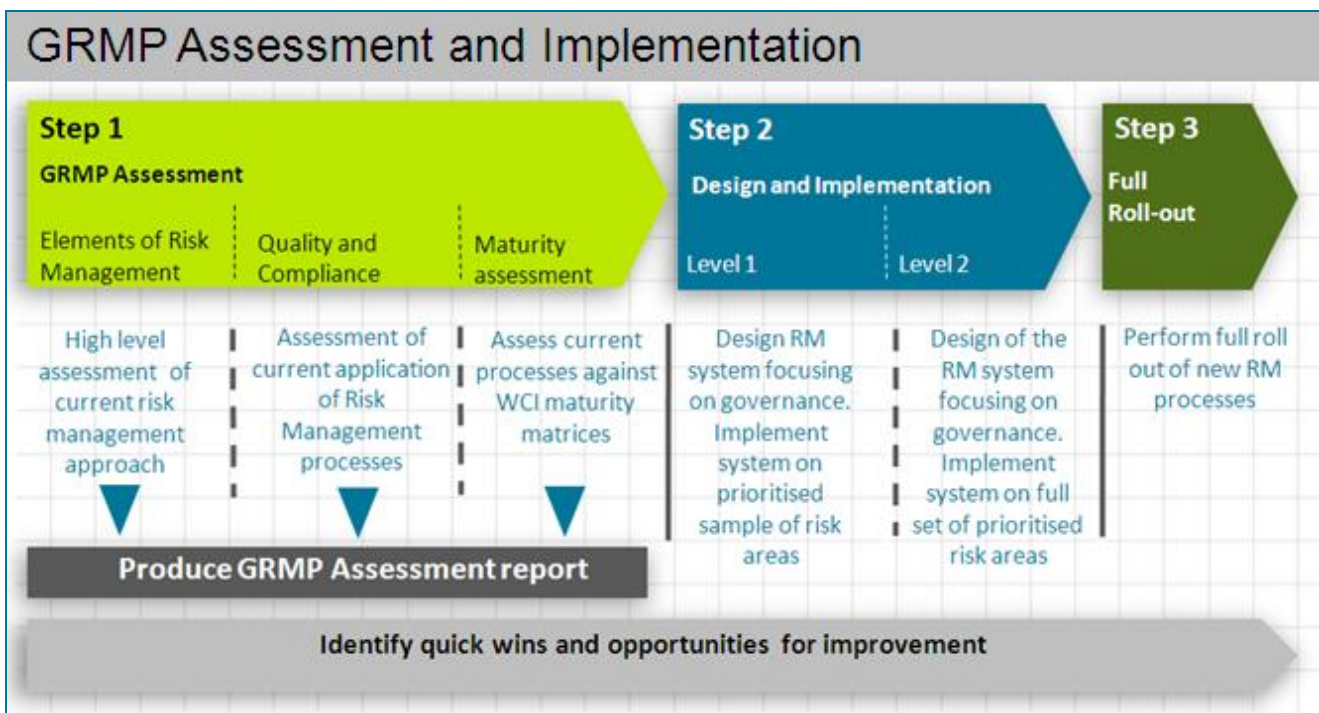 GRMP Assessment and Implementation
Step 1
GRMP Assessment
Elements of Risk
Management
Quality and
Compliance
Maturity
assessment
Step 2
Design and Implementation
Level 1
Level 2
Step 3
Full
Roll-out
High level
assessment of
current risk
management
approach
Assessment of
current application
of Risk
Management
processes
Assess current
processes against
WCI maturity
matrices
Design RM
system focusing
on governance.
Implement
system on
prioritised
sample of risk
areas
Design of the
RM system
focusing on
governance.
Implement
system on full
set of prioritised
risk areas
Perform full roll
out of new RM
processes
Produce GRMP Assessment report
Identify quick wins and opportunities for improvement